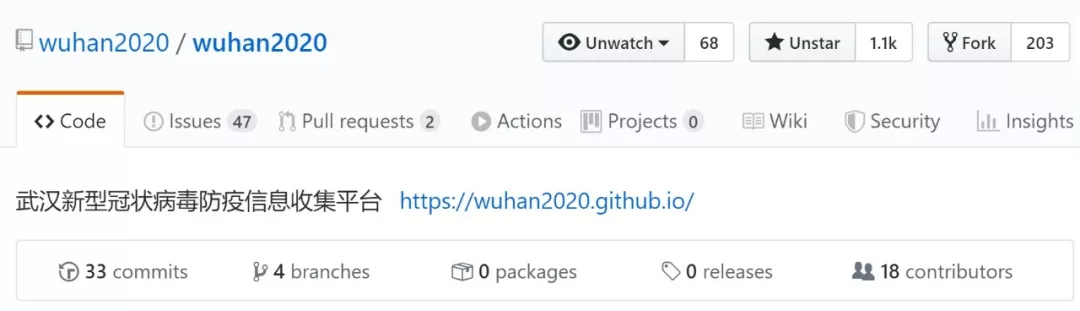 wuhan2020 / wuhan2020 Unwatch 68 Unstar 1.1k Fork 203
Code Issues 47 Pull requests 2 Actions Projects 0 Wiki Security Insights
武汉新型冠状病毒防疫信息收集平台 https://wuhan2020.github.io/
33 commits 4 branches 0 packages 0 releases 18 contributors